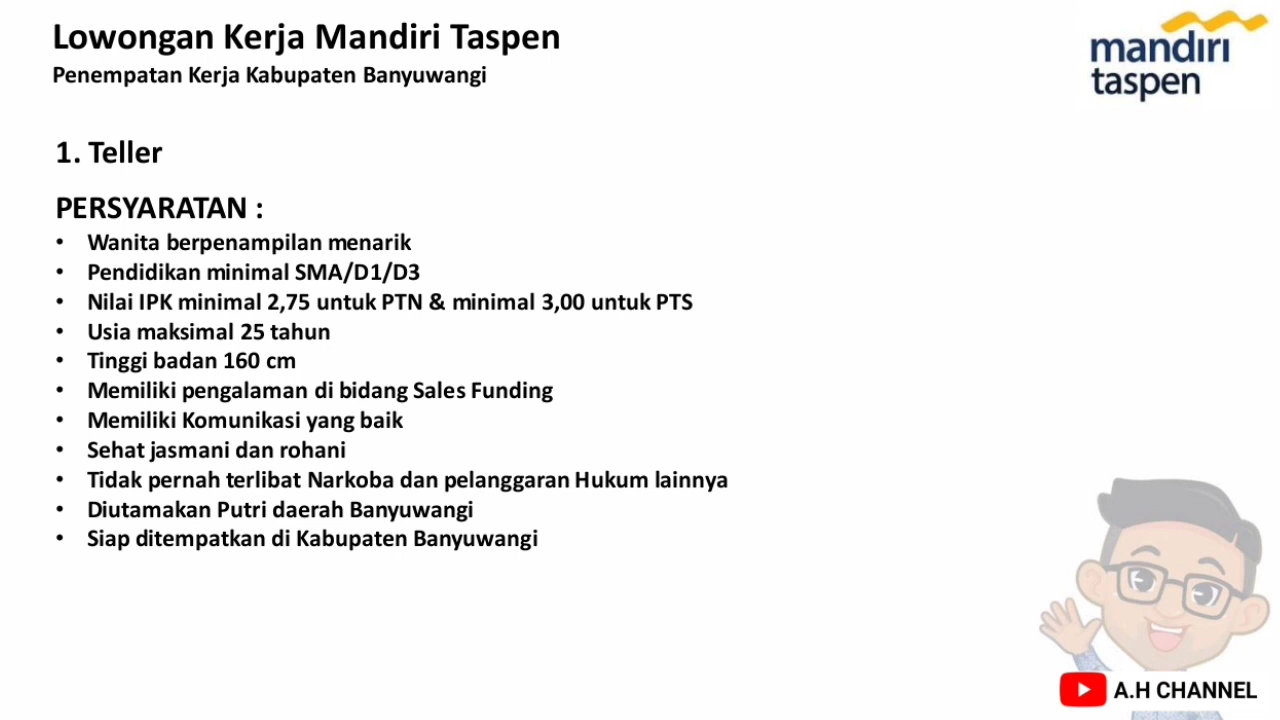 Lowongan Kerja Mandiri Taspen
Penempatan Kerja Kabupaten Banyuwangi
mandiri
taspen
1. Teller
PERSYARATAN :
• Wanita berpenampilan menarik
• Pendidikan minimal SMA/D1/D3
• Nilai IPK minimal 2,75 untuk PTN & minimal 3,00 untuk PTS
• Usia maksimal 25 tahun
• Tinggi badan 160 cm
• Memiliki pengalaman di bidang Sales Funding
• Memiliki Komunikasi yang baik
• Sehat jasmani dan rohani
• Tidak pernah terlibat Narkoba dan pelanggaran Hukum lainnya
• Diutamakan Putri daerah Banyuwangi
• Siap ditempatkan di Kabupaten Banyuwangi
A.H CHANNEL